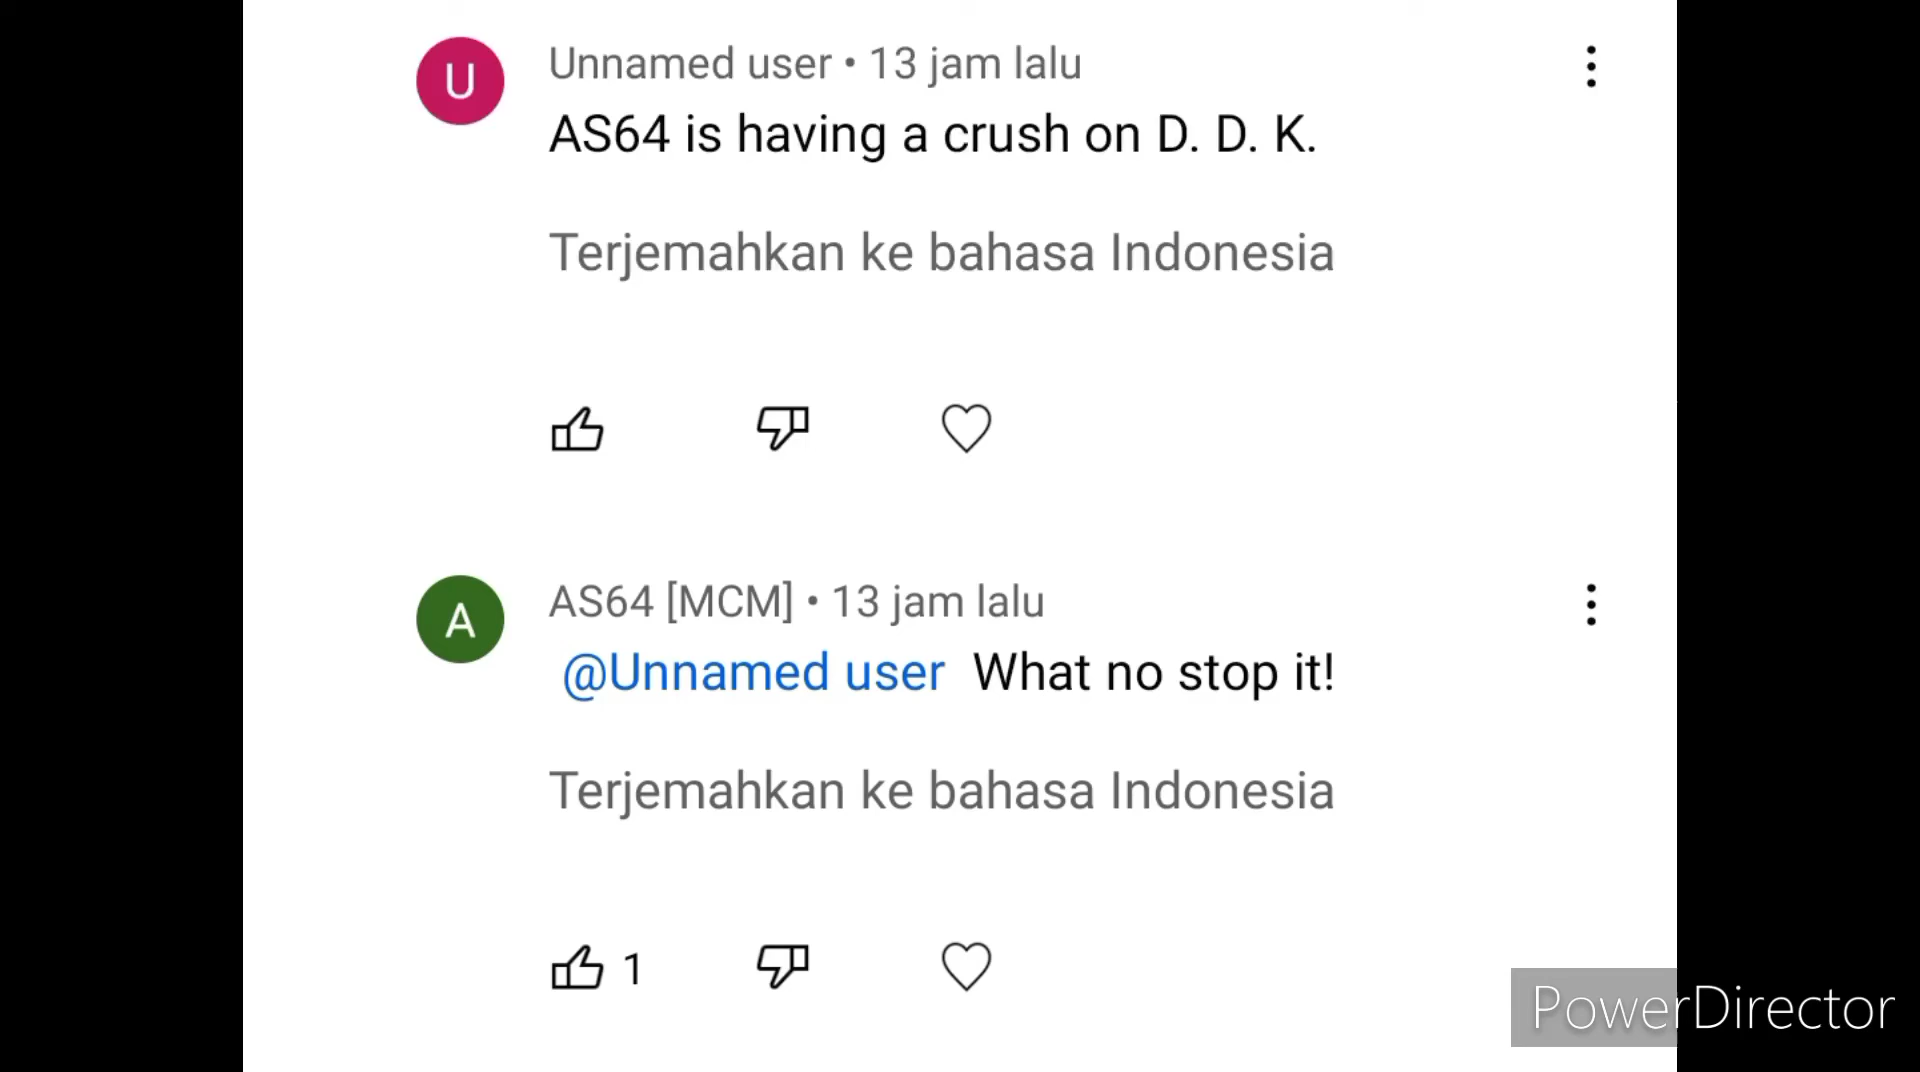 U
Unnamed user • 13 jam lalu
AS64 is having a crush on D. D. K.
Terjemahkan ke bahasa Indonesia
A
AS64 [MCM] • 13 jam lalu
@Unnamed user What no stop it!
Terjemahkan ke bahasa Indonesia
1
PowerDirector